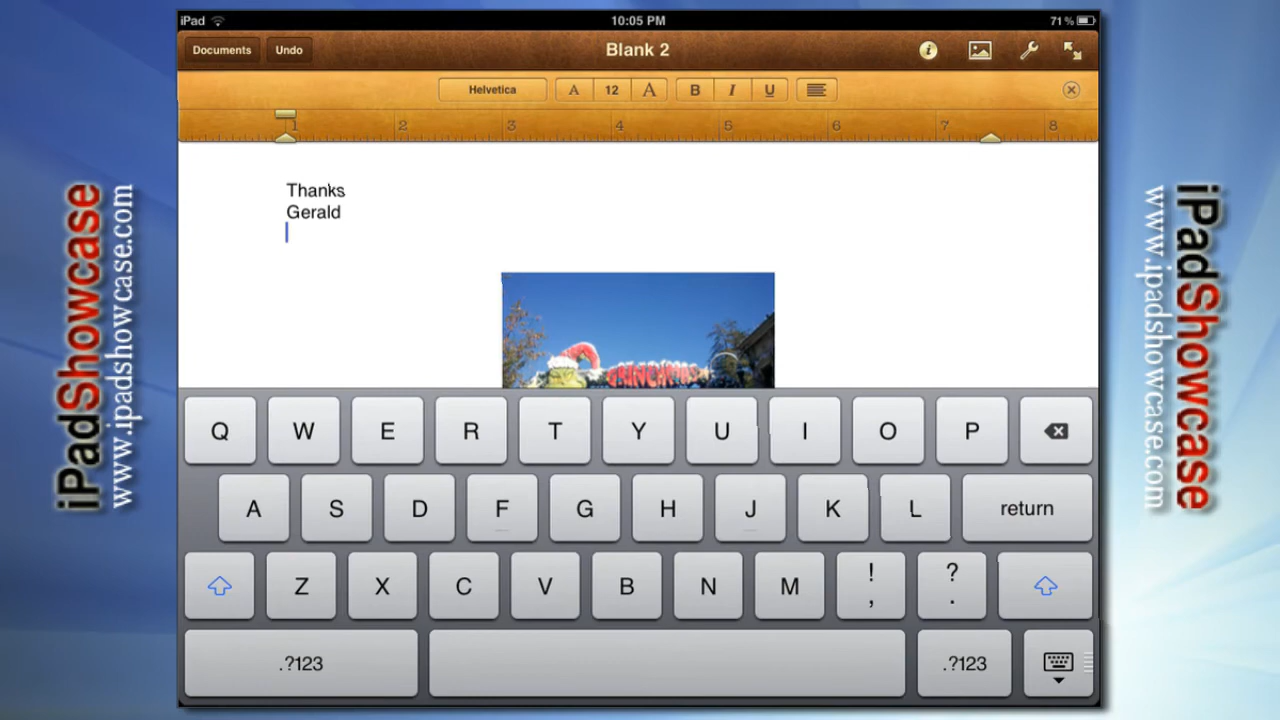 iPad 10:05 PM 71 %
Documents Undo Blank 2
Helvetica A 12 A B I U
1 2 3 4 5 6 7 8
Thanks
Gerald
GRINCHMAS
Q W E R T Y U I O P
A S D F G H J K L return
Z X C V B N M ! , ? .
.?123 .?123
iPadShowcase
www.ipadshowcase.com
iPadShowcase
www.ipadshowcase.com